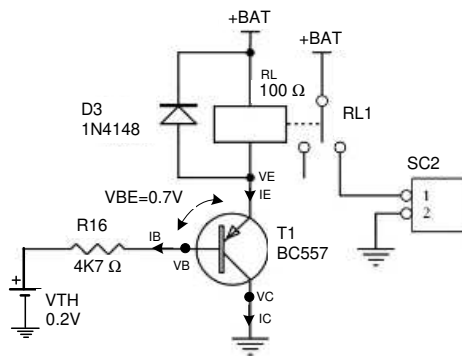 +BAT
+BAT
RL
100 Ω
D3
1N4148
RL1
SC2
1
2
VE
IE
VBE=0.7V
R16
4K7 Ω
IB
VB
T1
BC557
+
VTH
0.2V
VC
IC